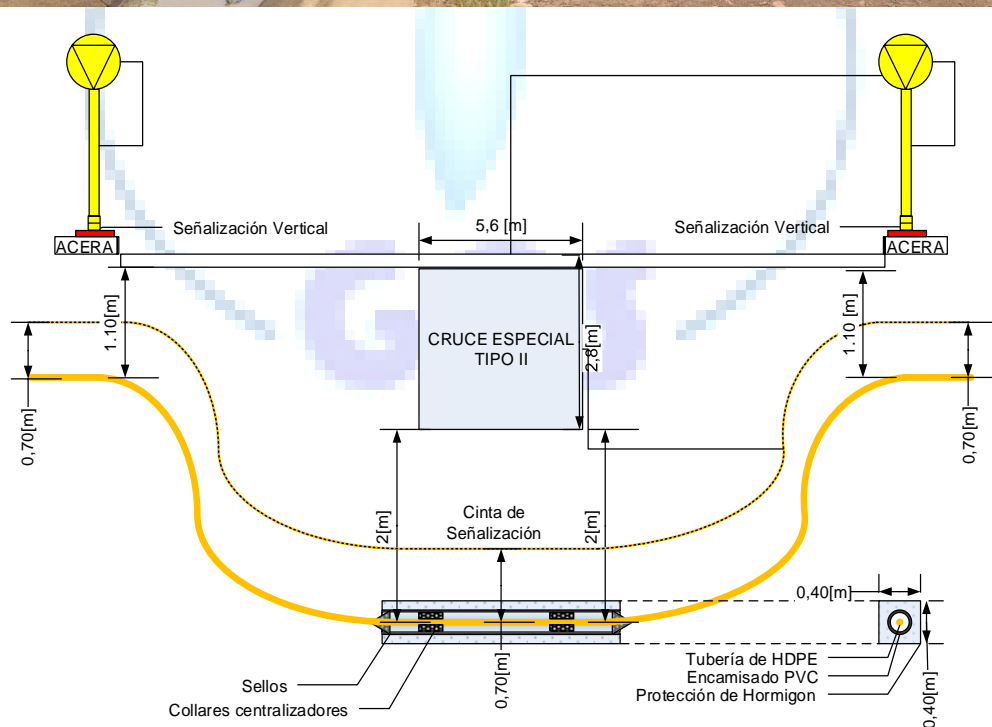 Señalización Vertical
5,6 [m]
Señalización Vertical
ACERA
ACERA
1.10[m]
1.10 [m]
CRUCE ESPECIAL
TIPO II
2,8[m]
0,70[m]
0,70[m]
2[m]
Cinta de
Señalización
2[m]
0,40[m]
Tubería de HDPE
Encamisado PVC
Protección de Hormigon
0,40[m]
Sellos
Collares centralizadores
0,70[m]
GTS